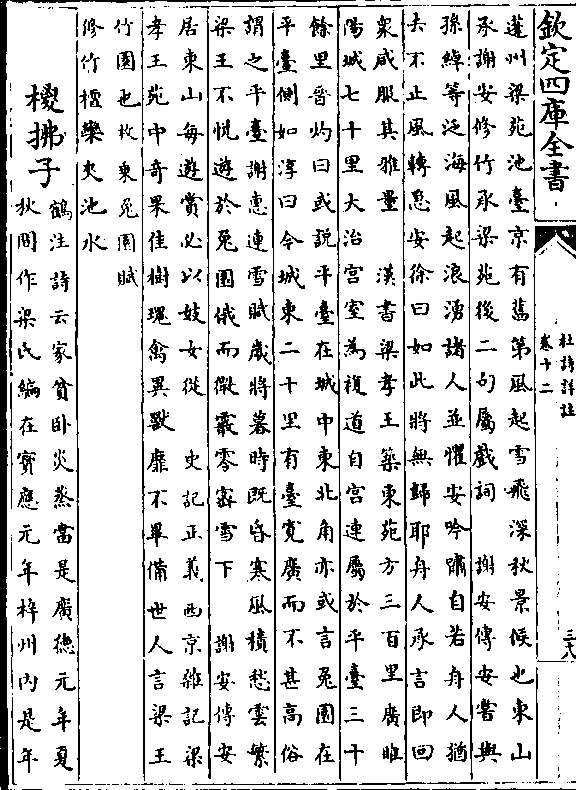 欽定四庫全書
杜詩詳註
卷十二
三十八
蓬州梁苑池臺京有舊第風起雪飛深秋景候也東山
承謝安修竹承梁苑後二句屬戲詞　謝安傳安嘗與
孫綽等泛海風起浪湧諸人並懼安吟嘯自若舟人猶
去不止風轉急安徐曰如此將無歸耶舟人承言即回
衆咸服其雅量　漢書梁孝王築東苑方三百里廣睢
陽城七十里大治宮室為複道自宮連屬於平臺三十
餘里晉灼曰或說平臺在城中東北角亦或言兔園在
平臺側如淳曰今城東二十里有臺寛廣而不甚高俗
謂之平臺謝惠連雪賦歲將暮時既昏寒風積愁雲繁
梁王不悦遊於兔園俄而微霰零宻雪下　謝安傳安
居東山每遊賞必以妓女從　史記正義西京雜記梁
孝王苑中奇果佳樹瑰禽異獸靡不畢備世人言梁王
竹園也枚乘兔園賦
修竹檀欒夾池水
椶拂子
鶴注詩云家貧卧炎蒸當是廣德元年夏
秋間作梁氏編在寶應元年梓州内是年